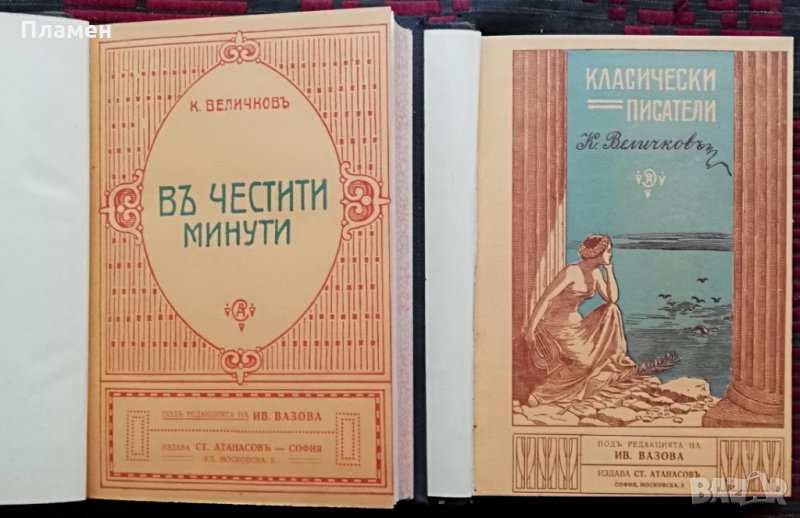 Пламен
К. ВЕЛИЧКОВЪ
ВЪ ЧЕСТИТИ
МИНУТИ
ПОДЪ РЕДАКЦИЯТА НА ИВ. ВАЗОВА
ИЗДАВА СТ. АТАНАСОВЪ — СОФИЯ
УЛ. МОСКОВСКА, 5.
КЛАСИЧЕСКИ
ПИСАТЕЛИ
К. Величковъ
ПОДЪ РЕДАКЦИЯТА НА
ИВ. ВАЗОВА
ИЗДАВА СТ. АТАНАСОВЪ
СОФИЯ, МОСКОВСКА, 5
BAZAR